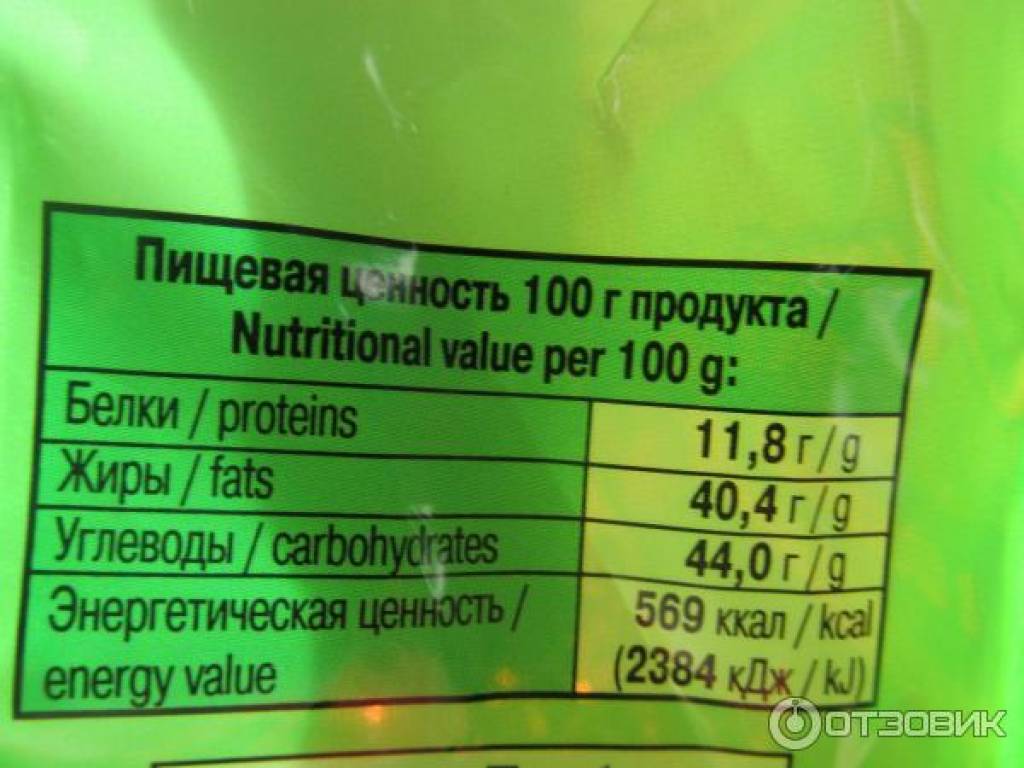 Пищевая ценность 100 г продукта /
Nutritional value per 100 g:
Белки / proteins 11,8 г/g
Жиры / fats 40,4 г/g
Углеводы / carbohydrates 44,0 г/g
Энергетическая ценность / 569 ккал / kcal
energy value (2384 кДж / kJ)
ОТЗОВИК